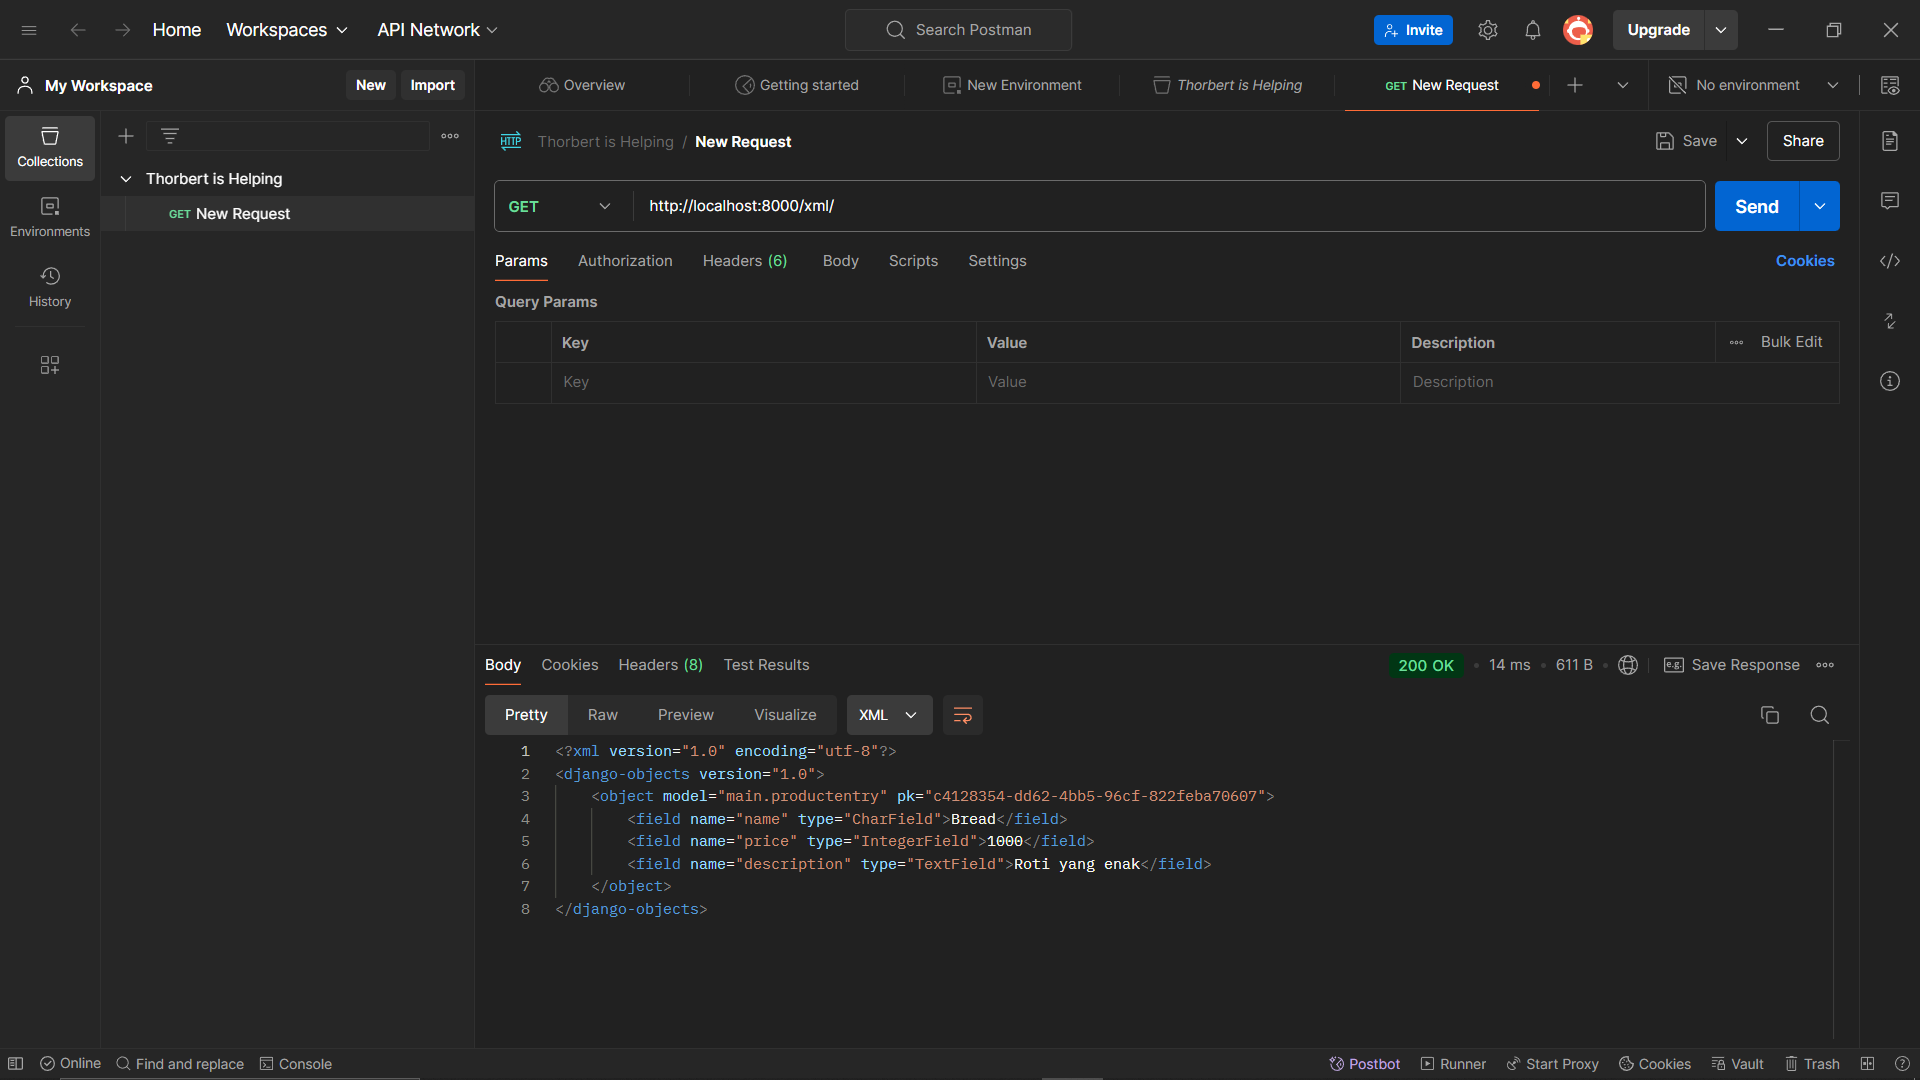 Home Workspaces API Network Search Postman Invite Upgrade
My Workspace New Import Overview Getting started New Environment Thorbert is Helping GET New Request No environment
Collections
Environments
History
Thorbert is Helping
GET New Request
HTTP Thorbert is Helping / New Request Save Share
GET http://localhost:8000/xml/ Send
Params Authorization Headers (6) Body Scripts Settings Cookies
Query Params
Key Value Description Bulk Edit
Key Value Description
Body Cookies Headers (8) Test Results 200 OK 14 ms 611 B e.g. Save Response
Pretty Raw Preview Visualize XML
1 <?xml version="1.0" encoding="utf-8"?>
2 <django-objects version="1.0">
3 <object model="main.productentry" pk="c4128354-dd62-4bb5-96cf-822feba70607">
4 <field name="name" type="CharField">Bread</field>
5 <field name="price" type="IntegerField">1000</field>
6 <field name="description" type="TextField">Roti yang enak</field>
7 </object>
8 </django-objects>
Online Find and replace Console Postbot Runner Start Proxy Cookies Vault Trash